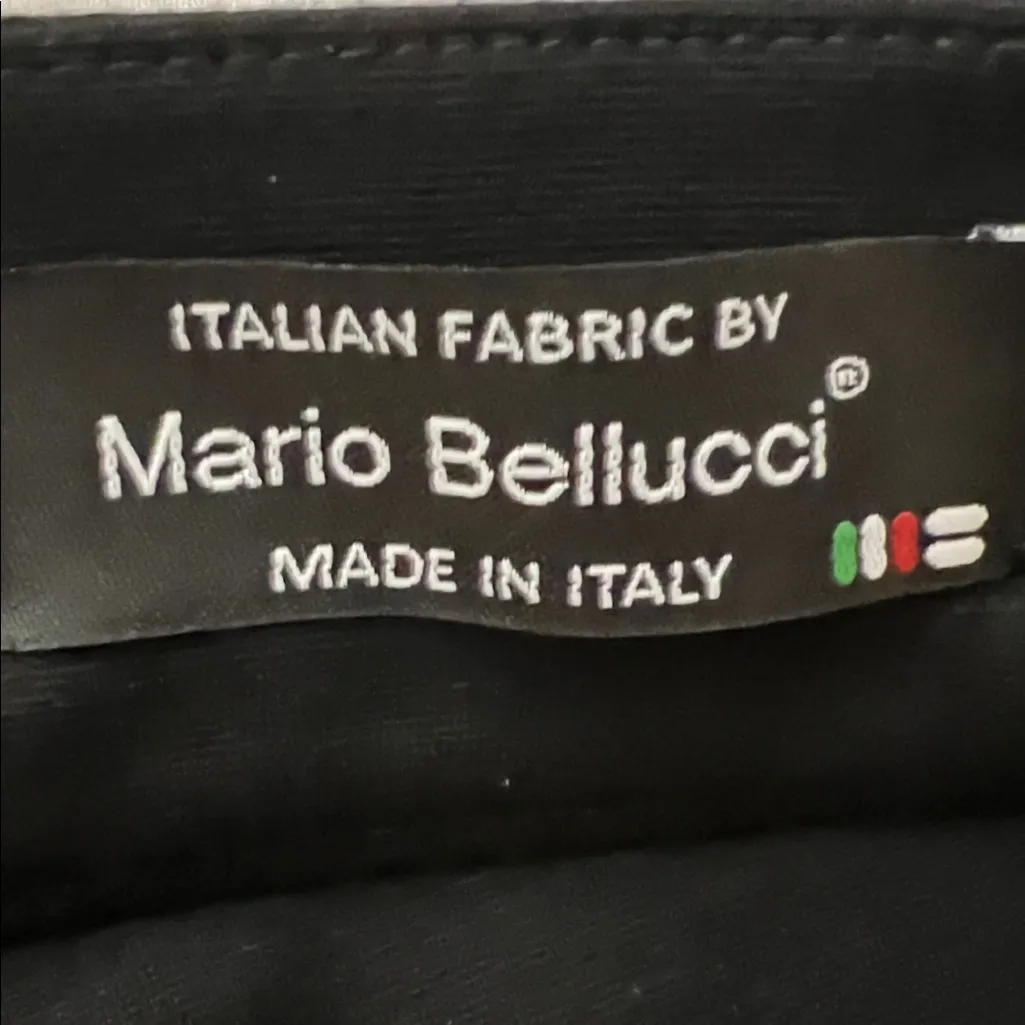 ITALIAN FABRIC BY
Mario Bellucci®
MADE IN ITALY